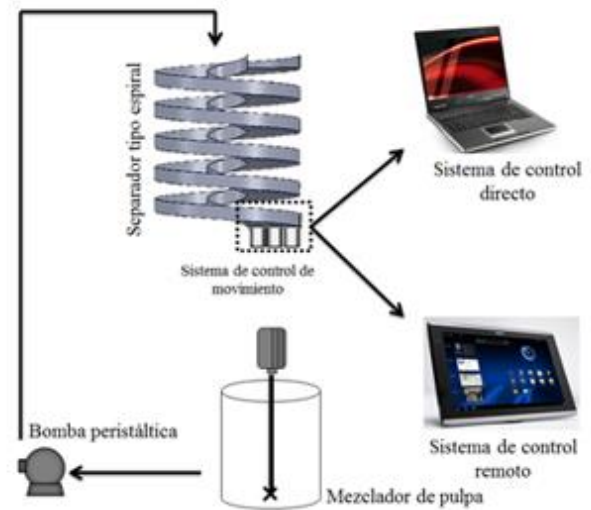 Separador tipo espiral
Sistema de control
directo
Sistema de control de
movimiento
Bomba peristáltica
Sistema de control
remoto
Mezclador de pulpa